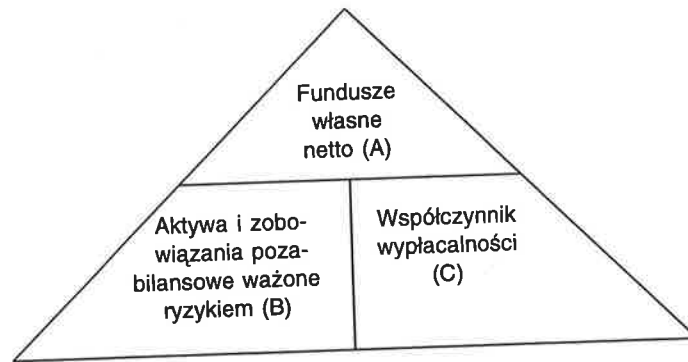 Fundusze
własne
netto (A)
Aktywa i zobo-
wiązania poza-
bilansowe ważone
ryzykiem (B)
Współczynnik
wypłacalności
(C)